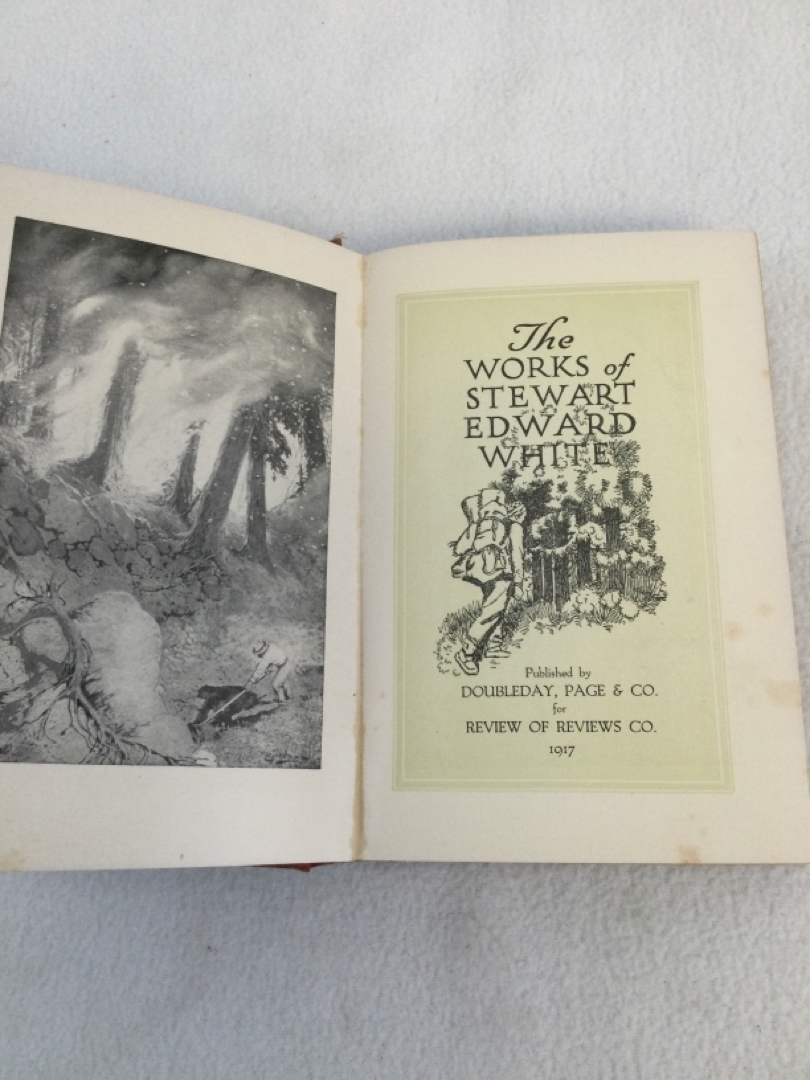 The
WORKS of
STEWART
EDWARD
WHITE
Published by
DOUBLEDAY, PAGE & CO.
for
REVIEW OF REVIEWS CO.
1917